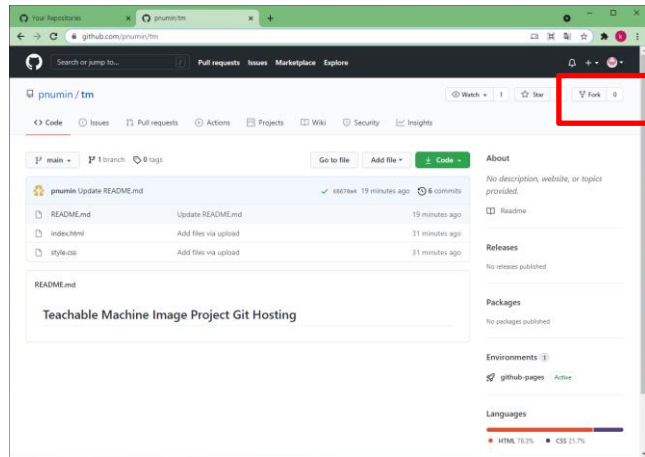 Your Repositories
pnumin/tm
github.com/pnumin/tm
Search or jump to...
/
Pull requests Issues Marketplace Explore
pnumin / tm
Watch 1 Star Fork 0
Code Issues Pull requests Actions Projects Wiki Security Insights
main 1 branch 0 tags Go to file Add file Code
pnumin Update README.md 19 minutes ago 6 commits
README.md Update README.md 19 minutes ago
index.html Add files via upload 31 minutes ago
style.css Add files via upload 31 minutes ago
README.md
Teachable Machine Image Project Git Hosting
About
No description, website, or topics
provided.
Readme
Releases
No releases published
Packages
No packages published
Environments 1
github-pages Active
Languages
HTML 78.3% CSS 21.7%